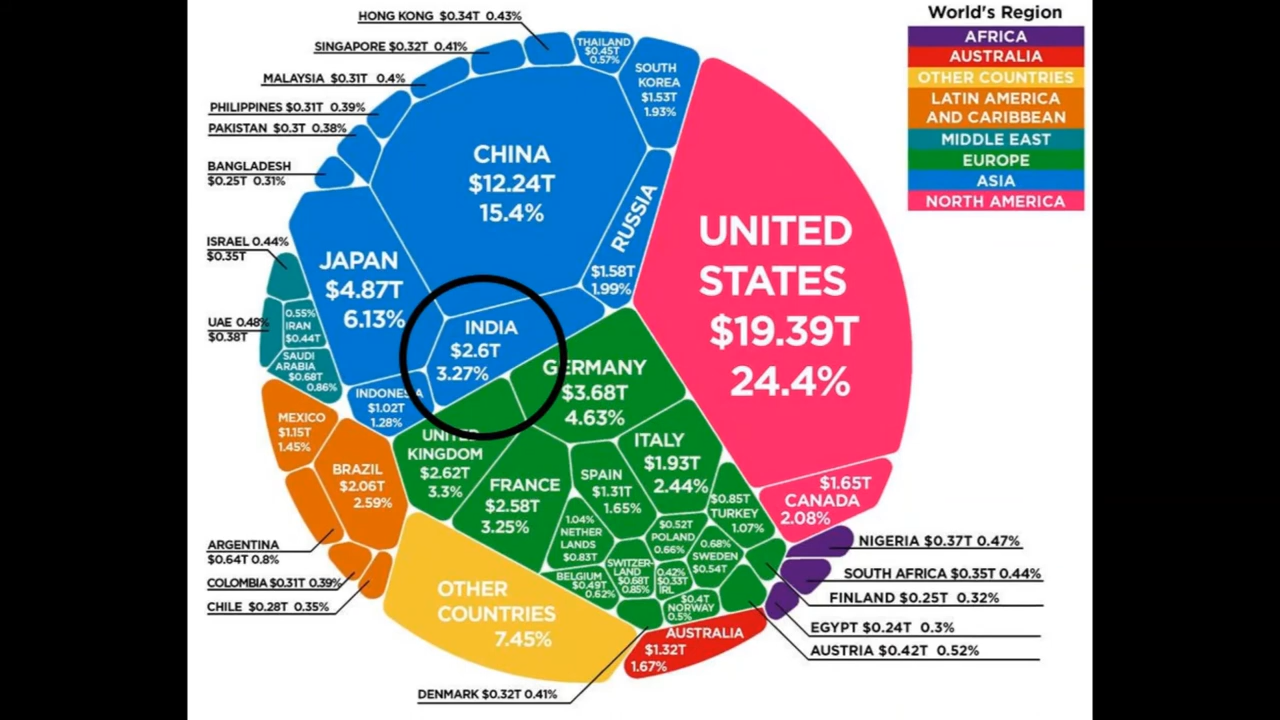 World's Region
AFRICA
AUSTRALIA
OTHER COUNTRIES
LATIN AMERICA
AND CARIBBEAN
MIDDLE EAST
EUROPE
ASIA
NORTH AMERICA
HONG KONG $0.34T 0.43%
SINGAPORE $0.32T 0.41%
MALAYSIA $0.31T 0.4%
PHILIPPINES $0.31T 0.39%
PAKISTAN $0.3T 0.38%
BANGLADESH
$0.25T 0.31%
THAILAND
$0.45T
0.57%
SOUTH
KOREA
$1.53T
1.93%
CHINA
$12.24T
15.4%
RUSSIA
$1.58T
1.99%
UNITED
STATES
$19.39T
24.4%
JAPAN
$4.87T
6.13%
INDIA
$2.6T
3.27%
INDONESIA
$1.02T
1.28%
ISRAEL 0.44%
$0.35T
UAE 0.48%
$0.38T
0.55%
IRAN
$0.44T
SAUDI
ARABIA
$0.68T
0.86%
MEXICO
$1.15T
1.45%
BRAZIL
$2.06T
2.59%
ARGENTINA
$0.64T 0.8%
COLOMBIA $0.31T 0.39%
CHILE $0.28T 0.35%
GERMANY
$3.68T
4.63%
UNITED
KINGDOM
$2.62T
3.3%
FRANCE
$2.58T
3.25%
ITALY
$1.93T
2.44%
SPAIN
$1.31T
1.65%
$0.85T
TURKEY
1.07%
1.04%
NETHER
LANDS
$0.83T
$0.52T
POLAND
0.66%
0.68%
SWEDEN
$0.54T
SWITZER-
LAND
$0.68T
0.85%
0.42%
$0.33T
IRL
BELGIUM
$0.49T
0.62%
$0.4T
NORWAY
0.5%
OTHER
COUNTRIES
7.45%
AUSTRALIA
$1.32T
1.67%
$1.65T
CANADA
2.08%
NIGERIA $0.37T 0.47%
SOUTH AFRICA $0.35T 0.44%
FINLAND $0.25T 0.32%
EGYPT $0.24T 0.3%
AUSTRIA $0.42T 0.52%
DENMARK $0.32T 0.41%